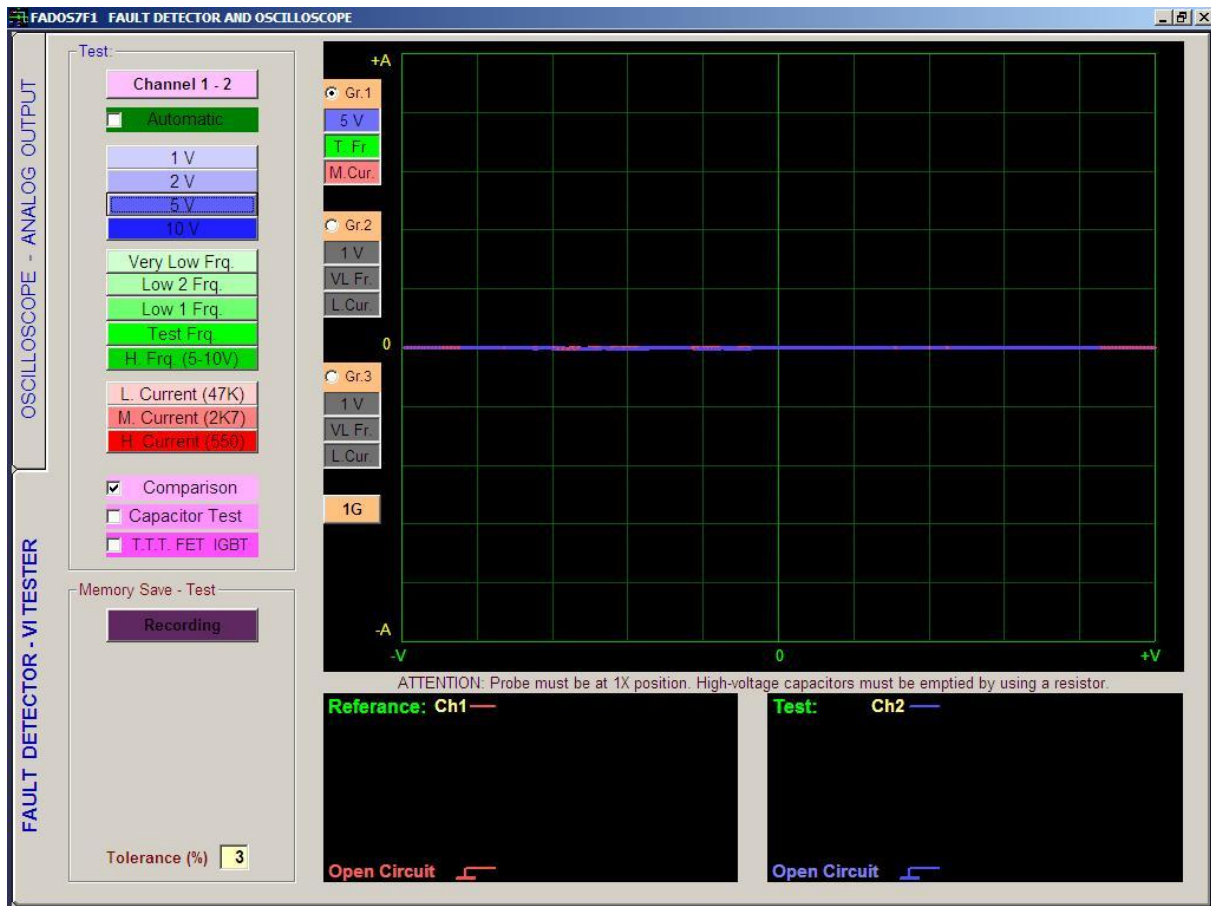 FADOS7F1 FAULT DETECTOR AND OSCILLOSCOPE
OSCILLOSCOPE - ANALOG OUTPUT
FAULT DETECTOR - VI TESTER
Test:
Channel 1 - 2
Automatic
1 V
2 V
5 V
10 V
Very Low Frq.
Low 2 Frq.
Low 1 Frq.
Test Frq.
H. Frq. (5-10V)
L. Current (47K)
M. Current (2K7)
H. Current (550)
Comparison
Capacitor Test
T.T.T. FET IGBT
Memory Save - Test
Recording
Tolerance (%) 3
+A
Gr.1
5 V
T. Fr.
M.Cur.
Gr.2
1 V
VL Fr.
L.Cur.
0
Gr.3
1 V
VL Fr.
L.Cur.
1G
-A
-V 0 +V
ATTENTION: Probe must be at 1X position. High-voltage capacitors must be emptied by using a resistor.
Referance: Ch1
Open Circuit
Test: Ch2
Open Circuit